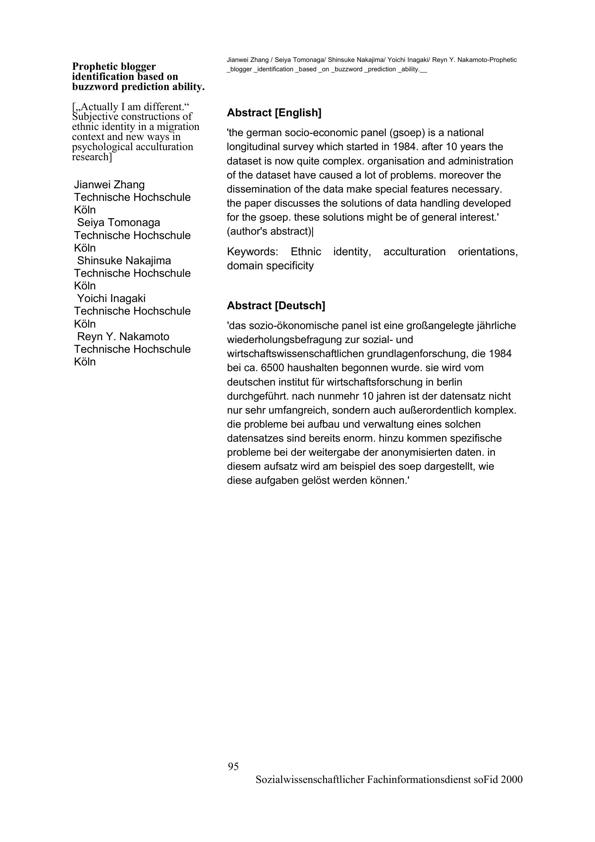 Prophetic blogger
identification based on
buzzword prediction ability.
[„Actually I am different.“
Subjective constructions of
ethnic identity in a migration
context and new ways in
psychological acculturation
research]
Jianwei Zhang
Technische Hochschule
Köln
Seiya Tomonaga
Technische Hochschule
Köln
Shinsuke Nakajima
Technische Hochschule
Köln
Yoichi Inagaki
Technische Hochschule
Köln
Reyn Y. Nakamoto
Technische Hochschule
Köln
Jianwei Zhang / Seiya Tomonaga/ Shinsuke Nakajima/ Yoichi Inagaki/ Reyn Y. Nakamoto-Prophetic
_blogger _identification _based _on _buzzword _prediction _ability.__
Abstract [English]
'the german socio-economic panel (gsoep) is a national
longitudinal survey which started in 1984. after 10 years the
dataset is now quite complex. organisation and administration
of the dataset have caused a lot of problems. moreover the
dissemination of the data make special features necessary.
the paper discusses the solutions of data handling developed
for the gsoep. these solutions might be of general interest.'
(author's abstract)|
Keywords: Ethnic identity, acculturation orientations,
domain specificity
Abstract [Deutsch]
'das sozio-ökonomische panel ist eine großangelegte jährliche
wiederholungsbefragung zur sozial- und
wirtschaftswissenschaftlichen grundlagenforschung, die 1984
bei ca. 6500 haushalten begonnen wurde. sie wird vom
deutschen institut für wirtschaftsforschung in berlin
durchgeführt. nach nunmehr 10 jahren ist der datensatz nicht
nur sehr umfangreich, sondern auch außerordentlich komplex.
die probleme bei aufbau und verwaltung eines solchen
datensatzes sind bereits enorm. hinzu kommen spezifische
probleme bei der weitergabe der anonymisierten daten. in
diesem aufsatz wird am beispiel des soep dargestellt, wie
diese aufgaben gelöst werden können.'
95
Sozialwissenschaftlicher Fachinformationsdienst soFid 2000